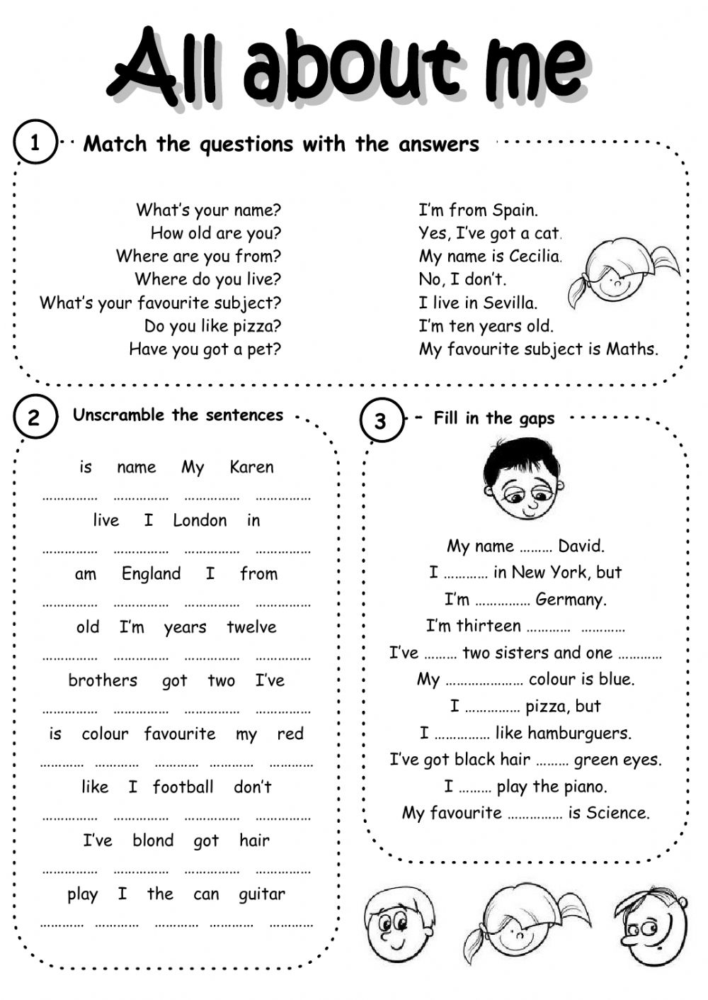 All about me
1 Match the questions with the answers
What's your name?
How old are you?
Where are you from?
Where do you live?
What's your favourite subject?
Do you like pizza?
Have you got a pet?
I'm from Spain.
Yes, I've got a cat.
My name is Cecilia.
No, I don't.
I live in Sevilla.
I'm ten years old.
My favourite subject is Maths.
2 Unscramble the sentences
is name My Karen
…………… …………… …………… ……………
live I London in
…………… …………… …………… ……………
am England I from
…………… …………… …………… ……………
old I'm years twelve
…………… …………… …………… ……………
brothers got two I've
…………… …………… …………… ……………
is colour favourite my red
………… ………… ………… ………… …………
like I football don't
…………… …………… …………… ……………
I've blond got hair
…………… …………… …………… ……………
play I the can guitar
………… ………… ………… ………… …………
3 Fill in the gaps
My name ……… David.
I ………… in New York, but
I'm …………… Germany.
I'm thirteen ………… …………
I've ……… two sisters and one …………
My ………………… colour is blue.
I …………… pizza, but
I …………… like hamburguers.
I've got black hair ……… green eyes.
I ……… play the piano.
My favourite …………… is Science.